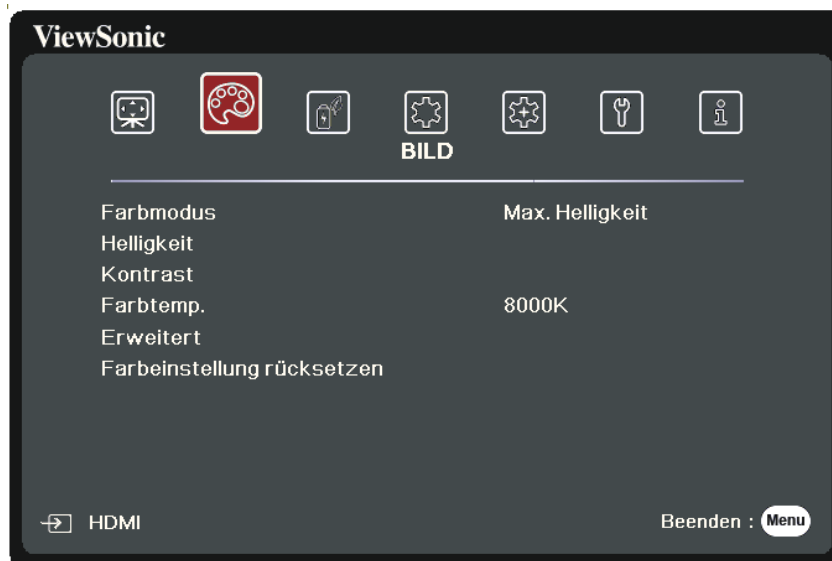 ViewSonic
BILD
Farbmodus Max. Helligkeit
Helligkeit
Kontrast
Farbtemp. 8000K
Erweitert
Farbeinstellung rücksetzen
HDMI Beenden : Menu